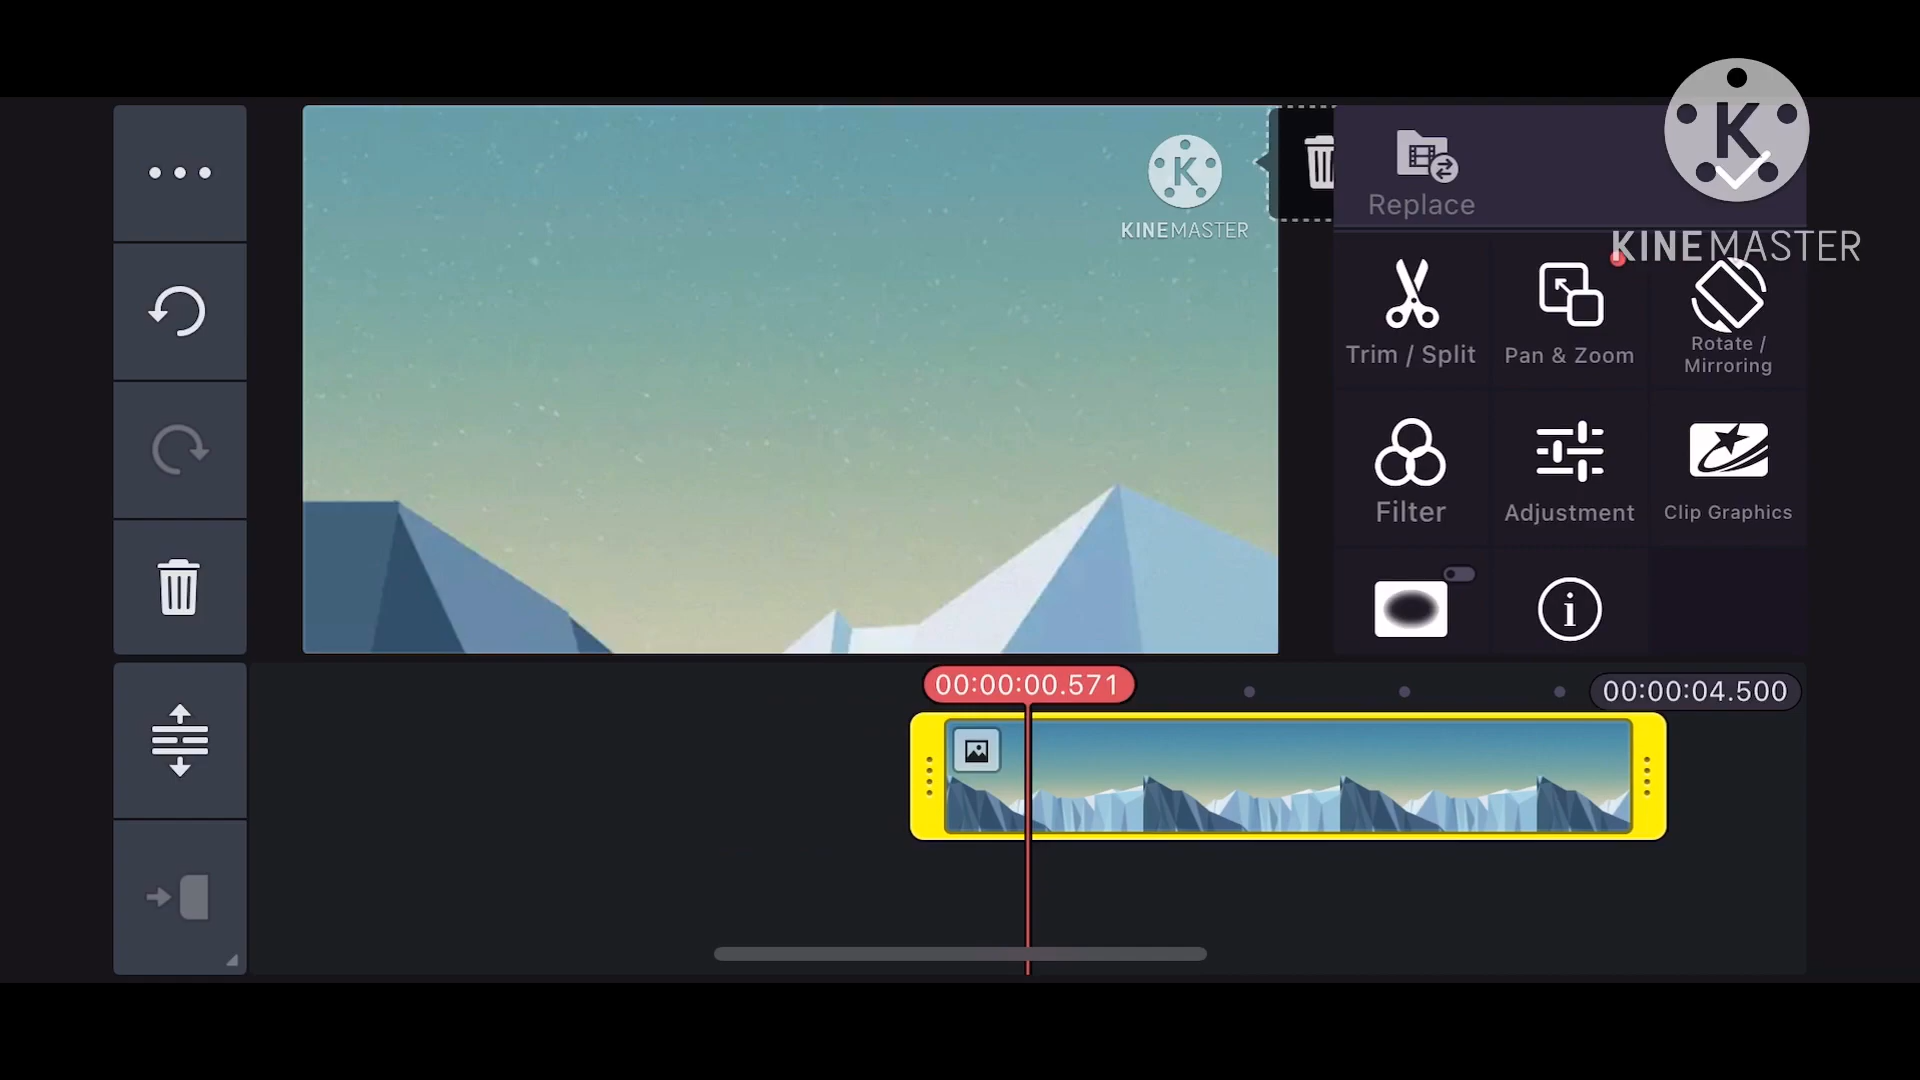 KINEMASTER
Replace
KINEMASTER
Trim / Split
Pan & Zoom
Rotate /
Mirroring
Filter
Adjustment
Clip Graphics
00:00:00.571
00:00:04.500